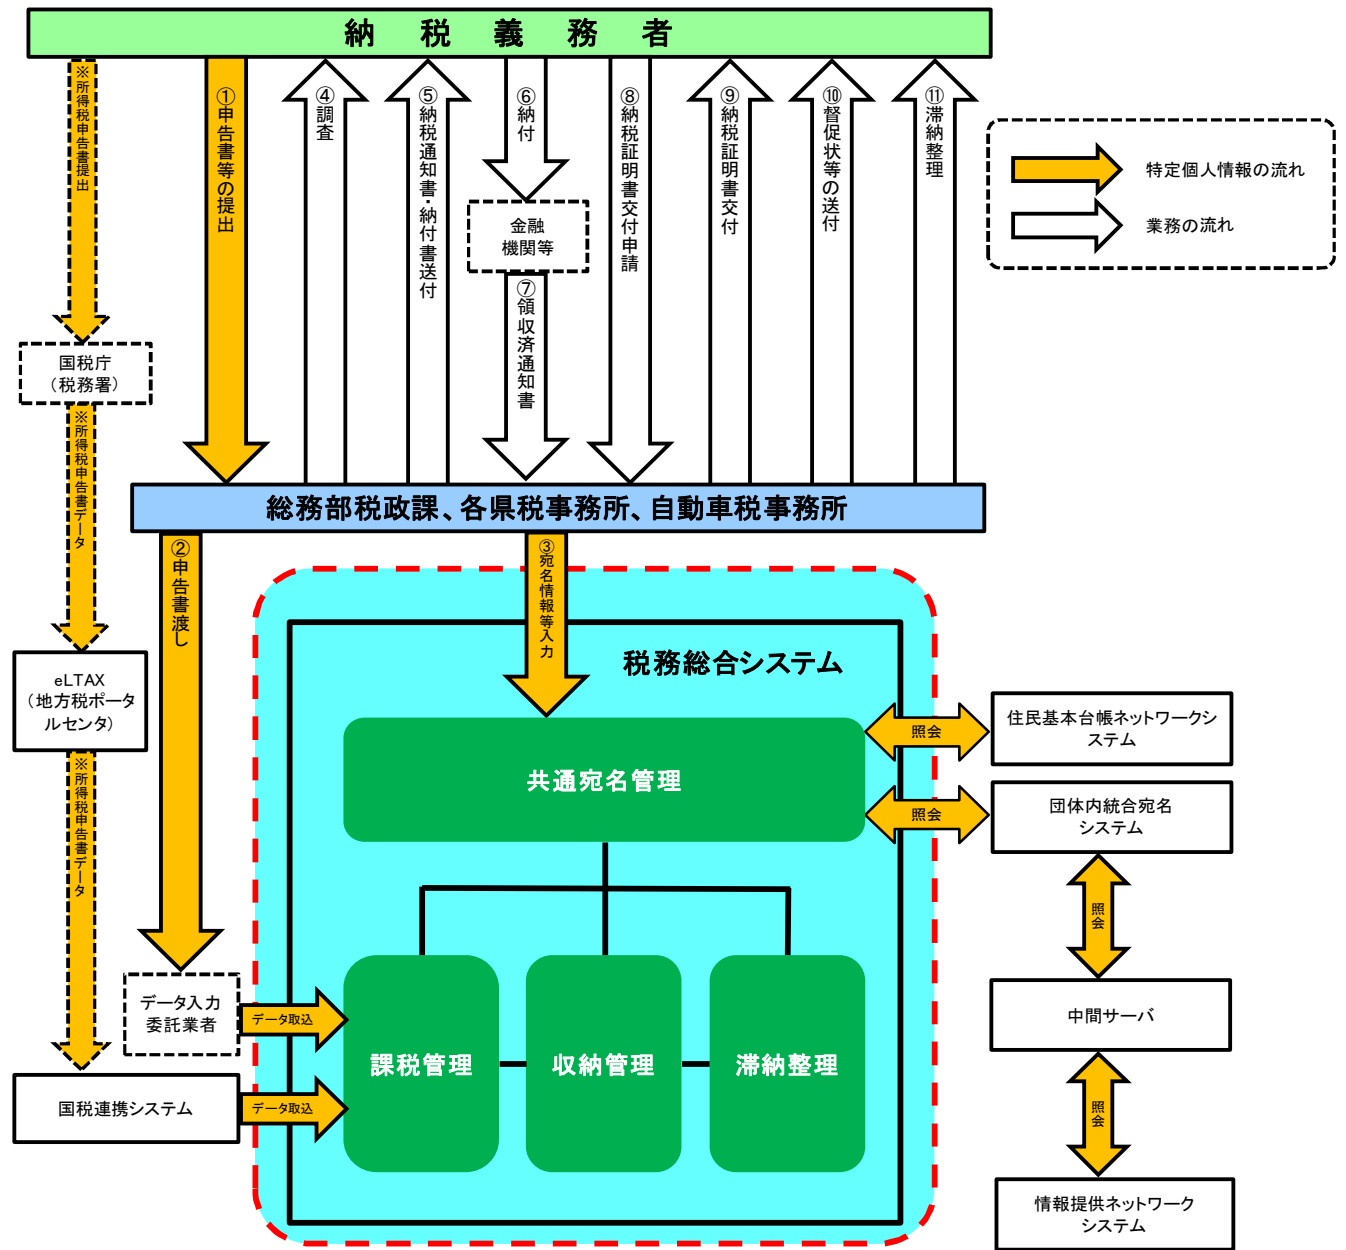 納税義務者
※所得税申告書提出
①申告書等の提出
④調査
⑤納税通知書・納付書送付
⑥納付
⑧納税証明書交付申請
⑨納税証明書交付
⑩督促状等の送付
⑪滞納整理
特定個人情報の流れ
業務の流れ
金融
機関等
⑦領収済通知書
国税庁
（税務署）
※所得税申告書データ
総務部税政課、各県税事務所、自動車税事務所
②申告書渡し
③宛名情報等入力
税務総合システム
eLTAX
（地方税ポータ
ルセンタ）
※所得税申告書データ
共通宛名管理
照会
住民基本台帳ネットワークシ
ステム
照会
団体内統合宛名
システム
照会
中間サーバ
照会
情報提供ネットワーク
システム
データ入力
委託業者
データ取込
国税連携システム
データ取込
課税管理
収納管理
滞納整理